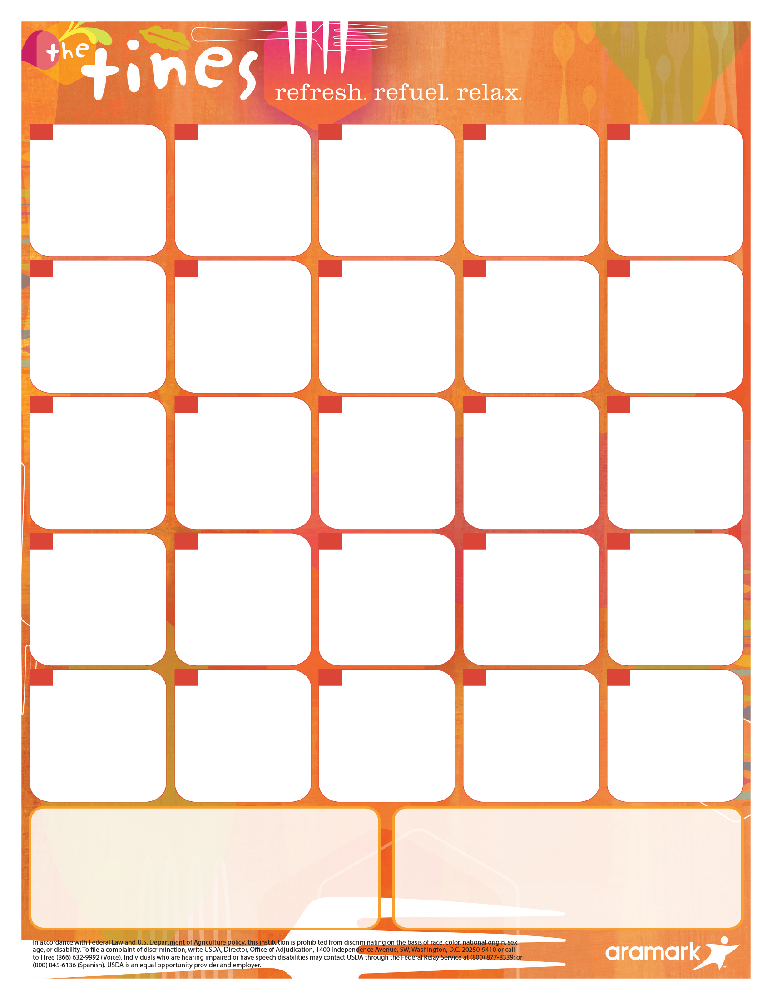 the
tines
refresh. refuel. relax.
In accordance with Federal Law and U.S. Department of Agriculture policy, this institution is prohibited from discriminating on the basis of race, color, national origin, sex,
age, or disability. To file a complaint of discrimination, write USDA, Director, Office of Adjudication, 1400 Independence Avenue, SW, Washington, D.C. 20250-9410 or call
toll free (866) 632-9992 (Voice). Individuals who are hearing impaired or have speech disabilities may contact USDA through the Federal Relay Service at (800) 877-8339; or
(800) 845-6136 (Spanish). USDA is an equal opportunity provider and employer.
aramark